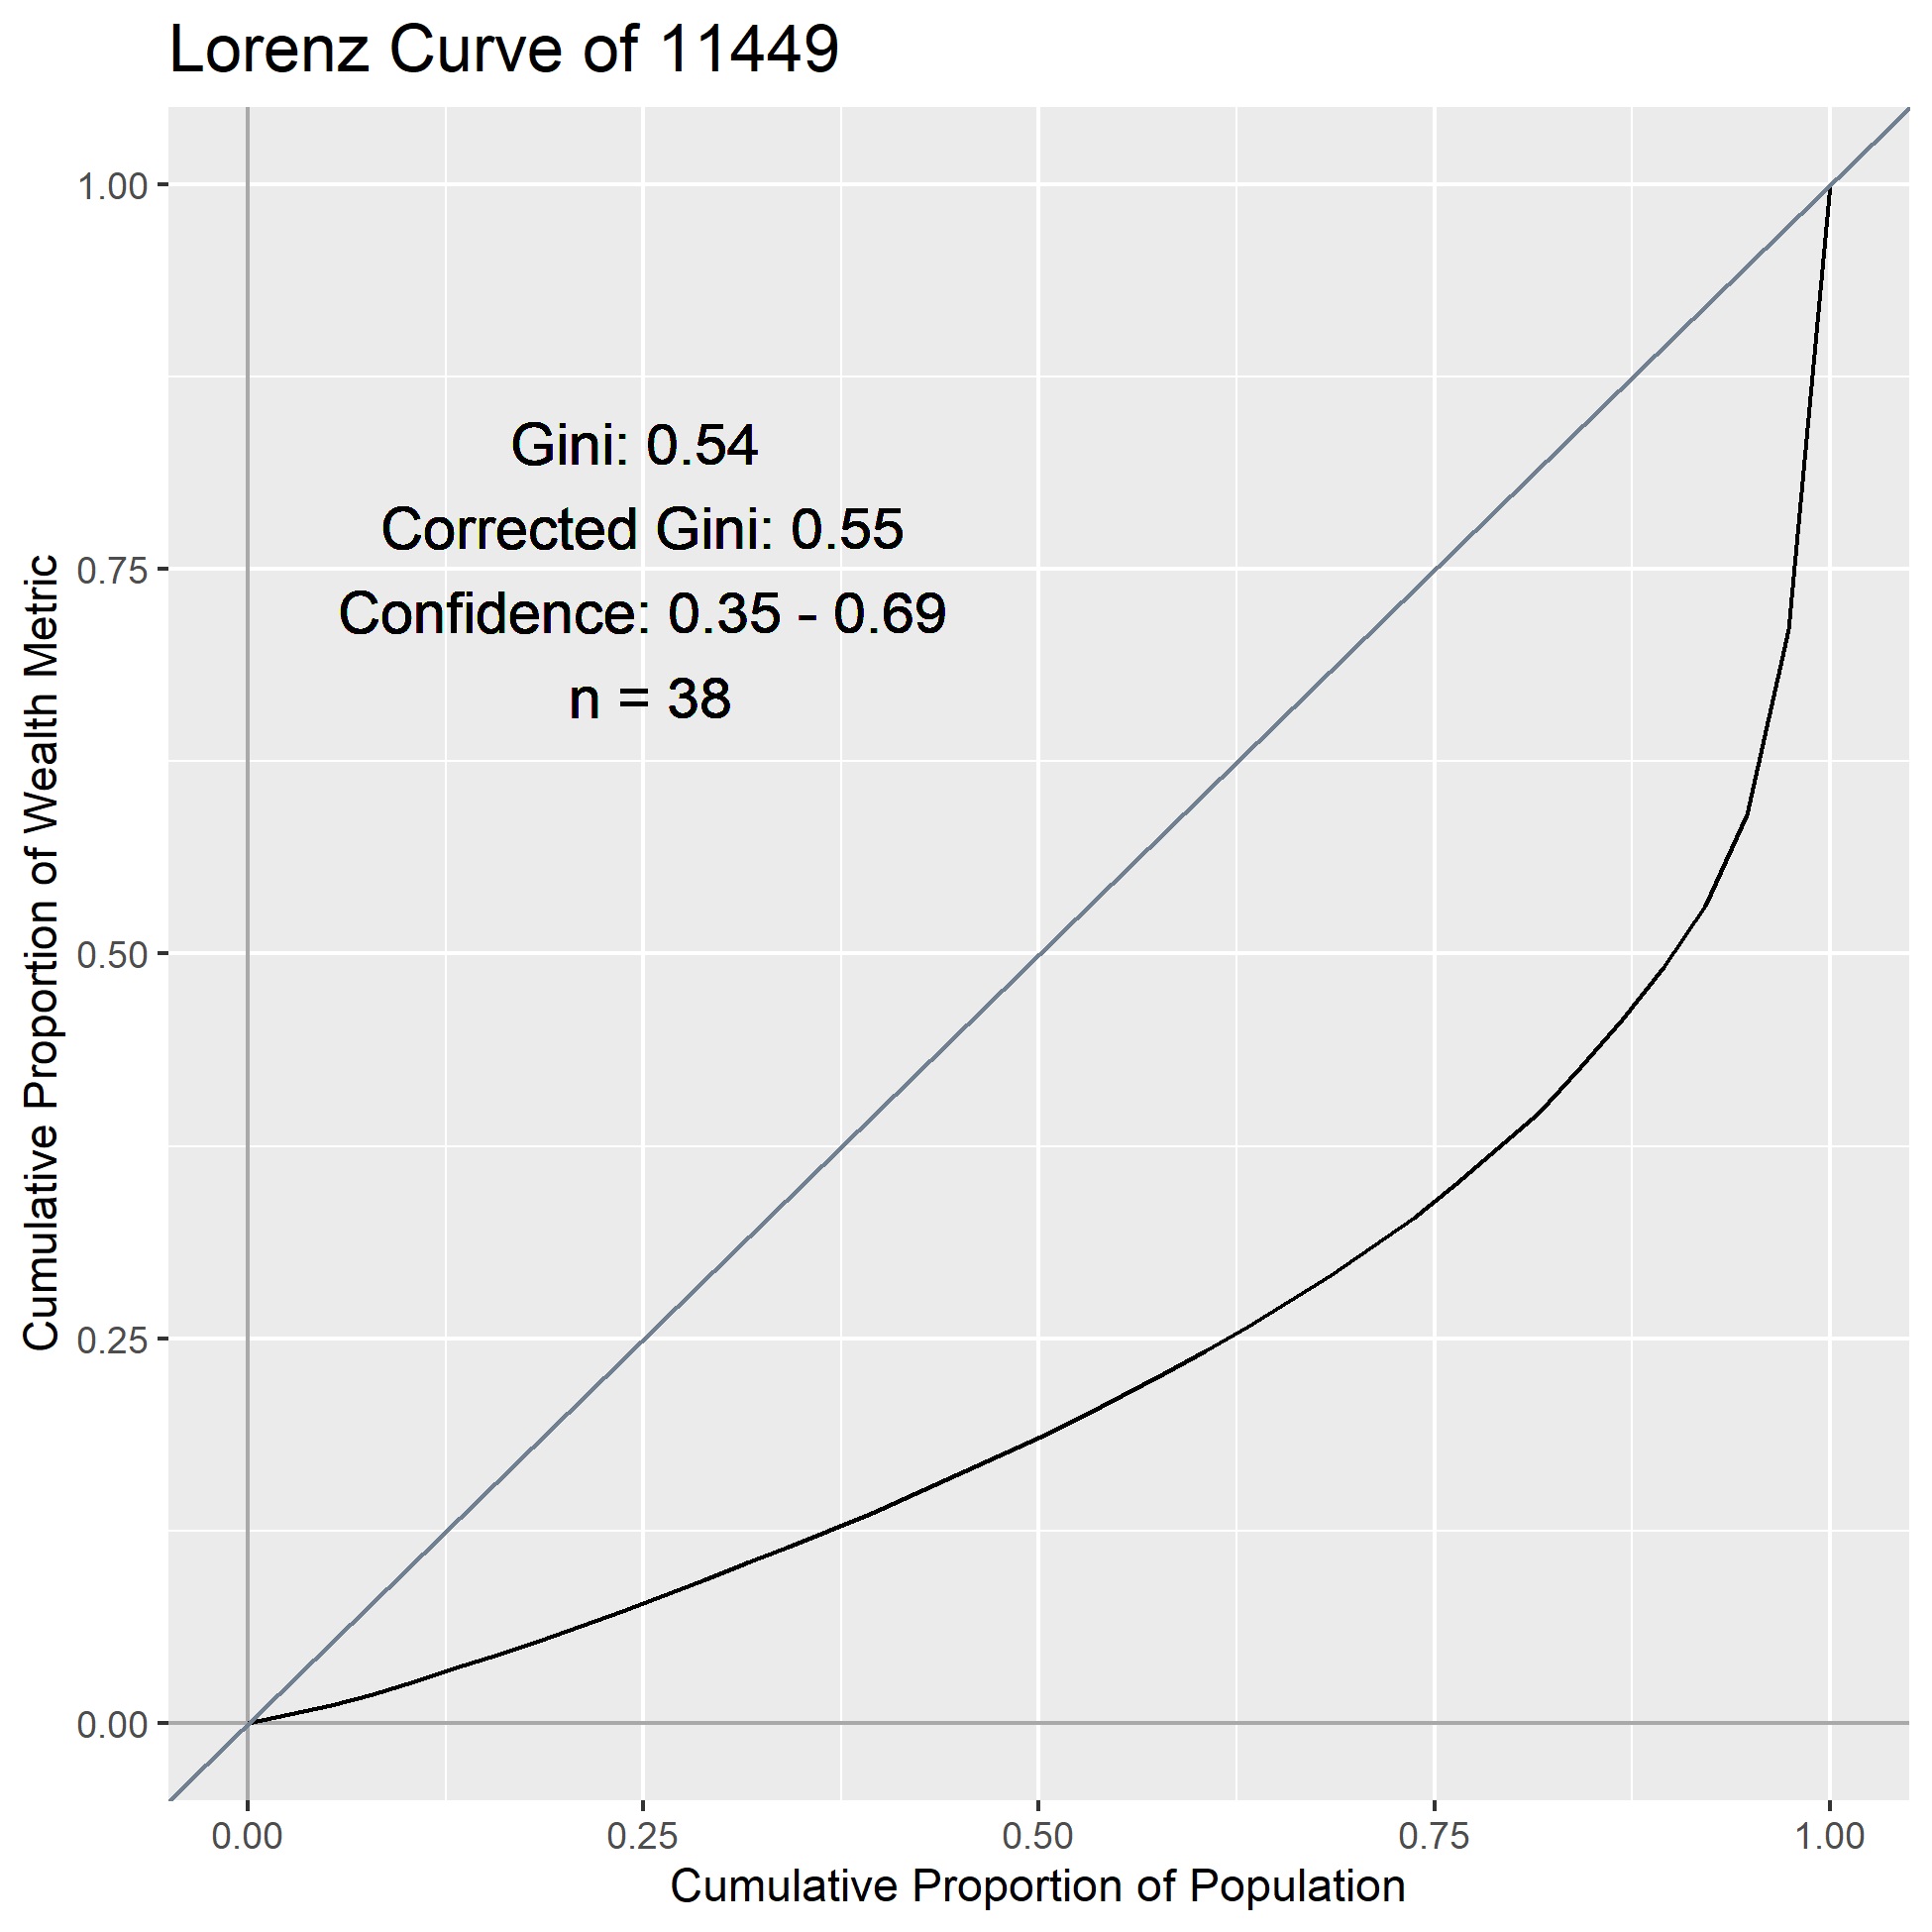 Lorenz Curve of 11449
Cumulative Proportion of Wealth Metric
1.00
0.75
0.50
0.25
0.00
Gini: 0.54
Corrected Gini: 0.55
Confidence: 0.35 - 0.69
n = 38
0.00 0.25 0.50 0.75 1.00
Cumulative Proportion of Population